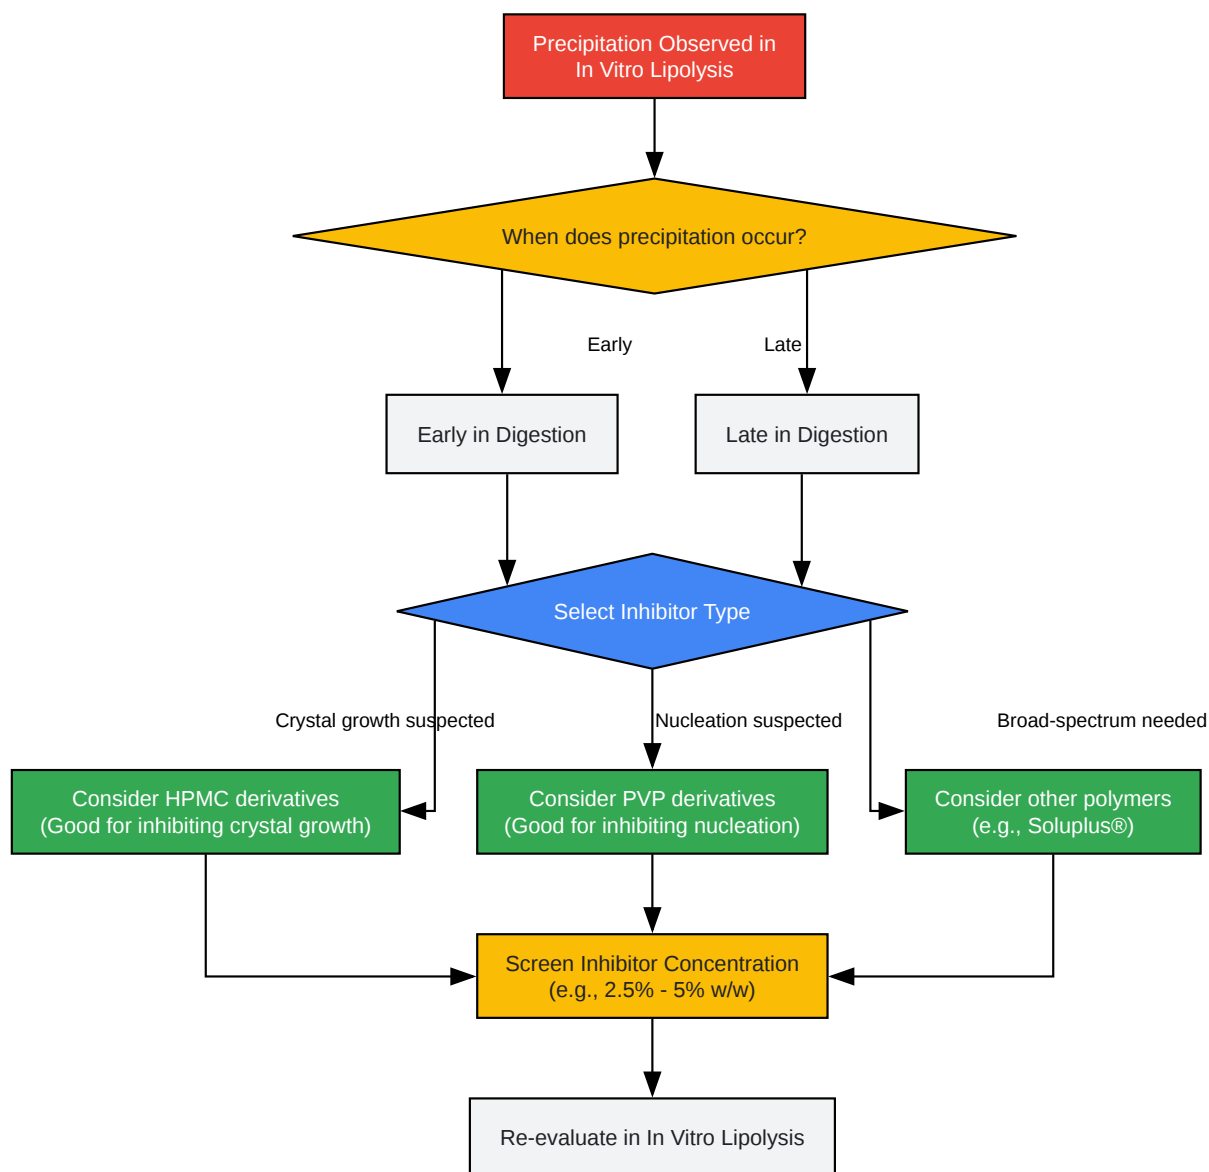 Precipitation Observed in
In Vitro Lipolysis
When does precipitation occur?
Early
Late
Early in Digestion
Late in Digestion
Select Inhibitor Type
Crystal growth suspected
Nucleation suspected
Broad-spectrum needed
Consider HPMC derivatives
(Good for inhibiting crystal growth)
Consider PVP derivatives
(Good for inhibiting nucleation)
Consider other polymers
(e.g., Soluplus®)
Screen Inhibitor Concentration
(e.g., 2.5% - 5% w/w)
Re-evaluate in In Vitro Lipolysis